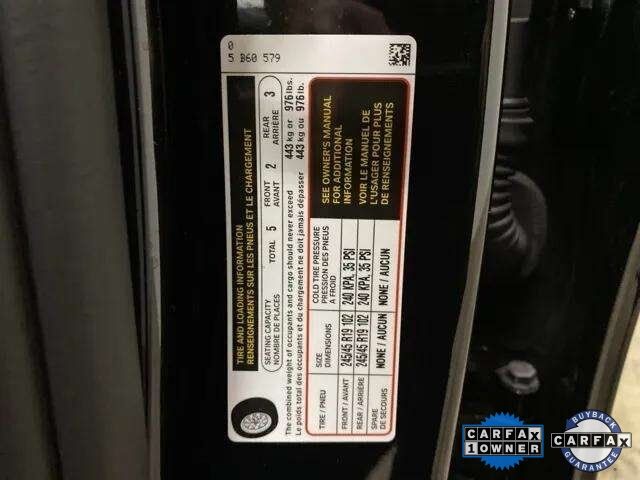 0
5 B60 579
TIRE AND LOADING INFORMATION
RENSEIGNEMENTS SUR LES PNEUS ET LE CHARGEMENT
SEATING CAPACITY
NOMBRE DE PLACES
TOTAL 5
FRONT
AVANT 2
REAR
ARRIÈRE 3
The combined weight of occupants and cargo should never exceed 443 kg or 976 lbs.
Le poids total des occupants et du chargement ne doit jamais dépasser 443 kg ou 976 lb.
TIRE / PNEU
SIZE
DIMENSIONS
COLD TIRE PRESSURE
PRESSION DES PNEUS
A FROID
FRONT / AVANT 245/45 R19 102 240 KPA, 35 PSI
REAR / ARRIÈRE 245/45 R19 102 240 KPA, 35 PSI
SPARE
DE SECOURS NONE / AUCUN NONE / AUCUN
SEE OWNER'S MANUAL
FOR ADDITIONAL
INFORMATION
VOIR LE MANUEL DE
L'USAGER POUR PLUS
DE RENSEIGNEMENTS
CARFAX
1 OWNER
BUYBACK
CARFAX
GUARANTEE